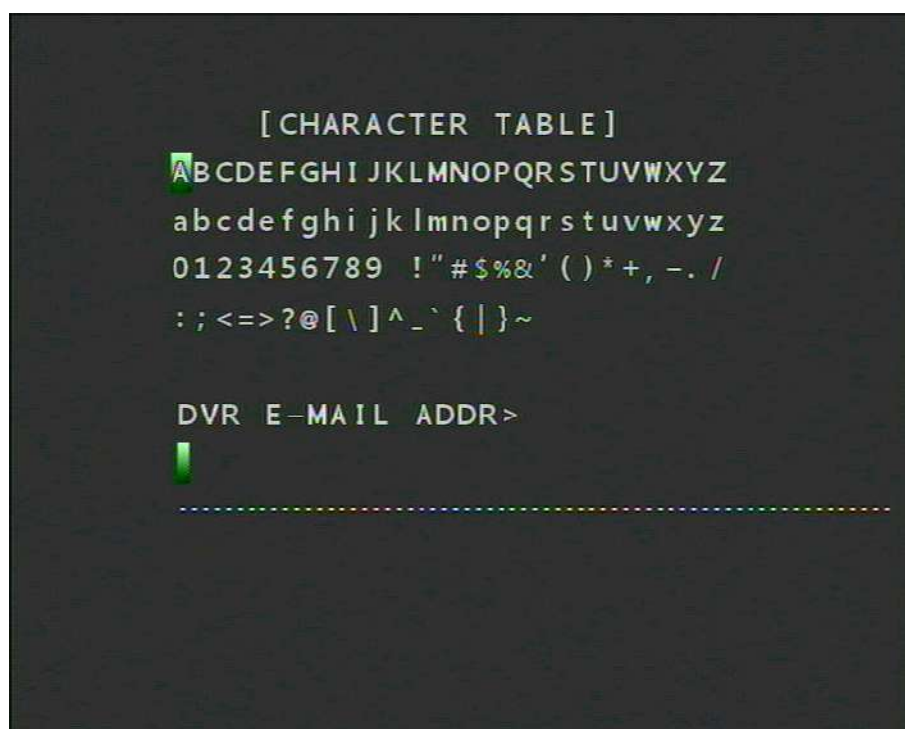 [CHARACTER TABLE]
ABCDEFGHIJKLMNOPQRSTUVWXYZ
abcdefghijklmnopqrstuvwxyz
0123456789 !"#$%&'()*+,-./
:;<=>?@[\]^_`{|}~
DVR E-MAIL ADDR>